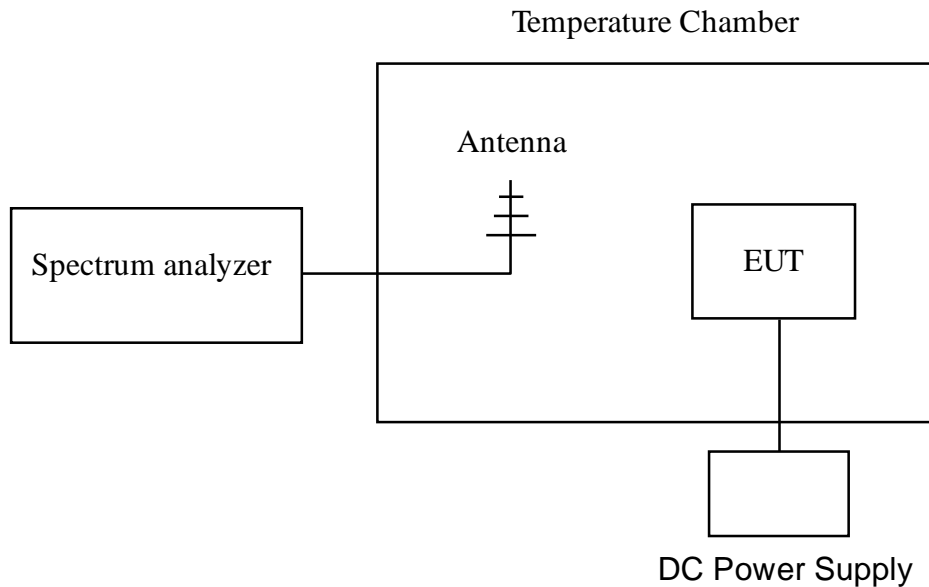 Temperature Chamber
Antenna
Spectrum analyzer
EUT
DC Power Supply